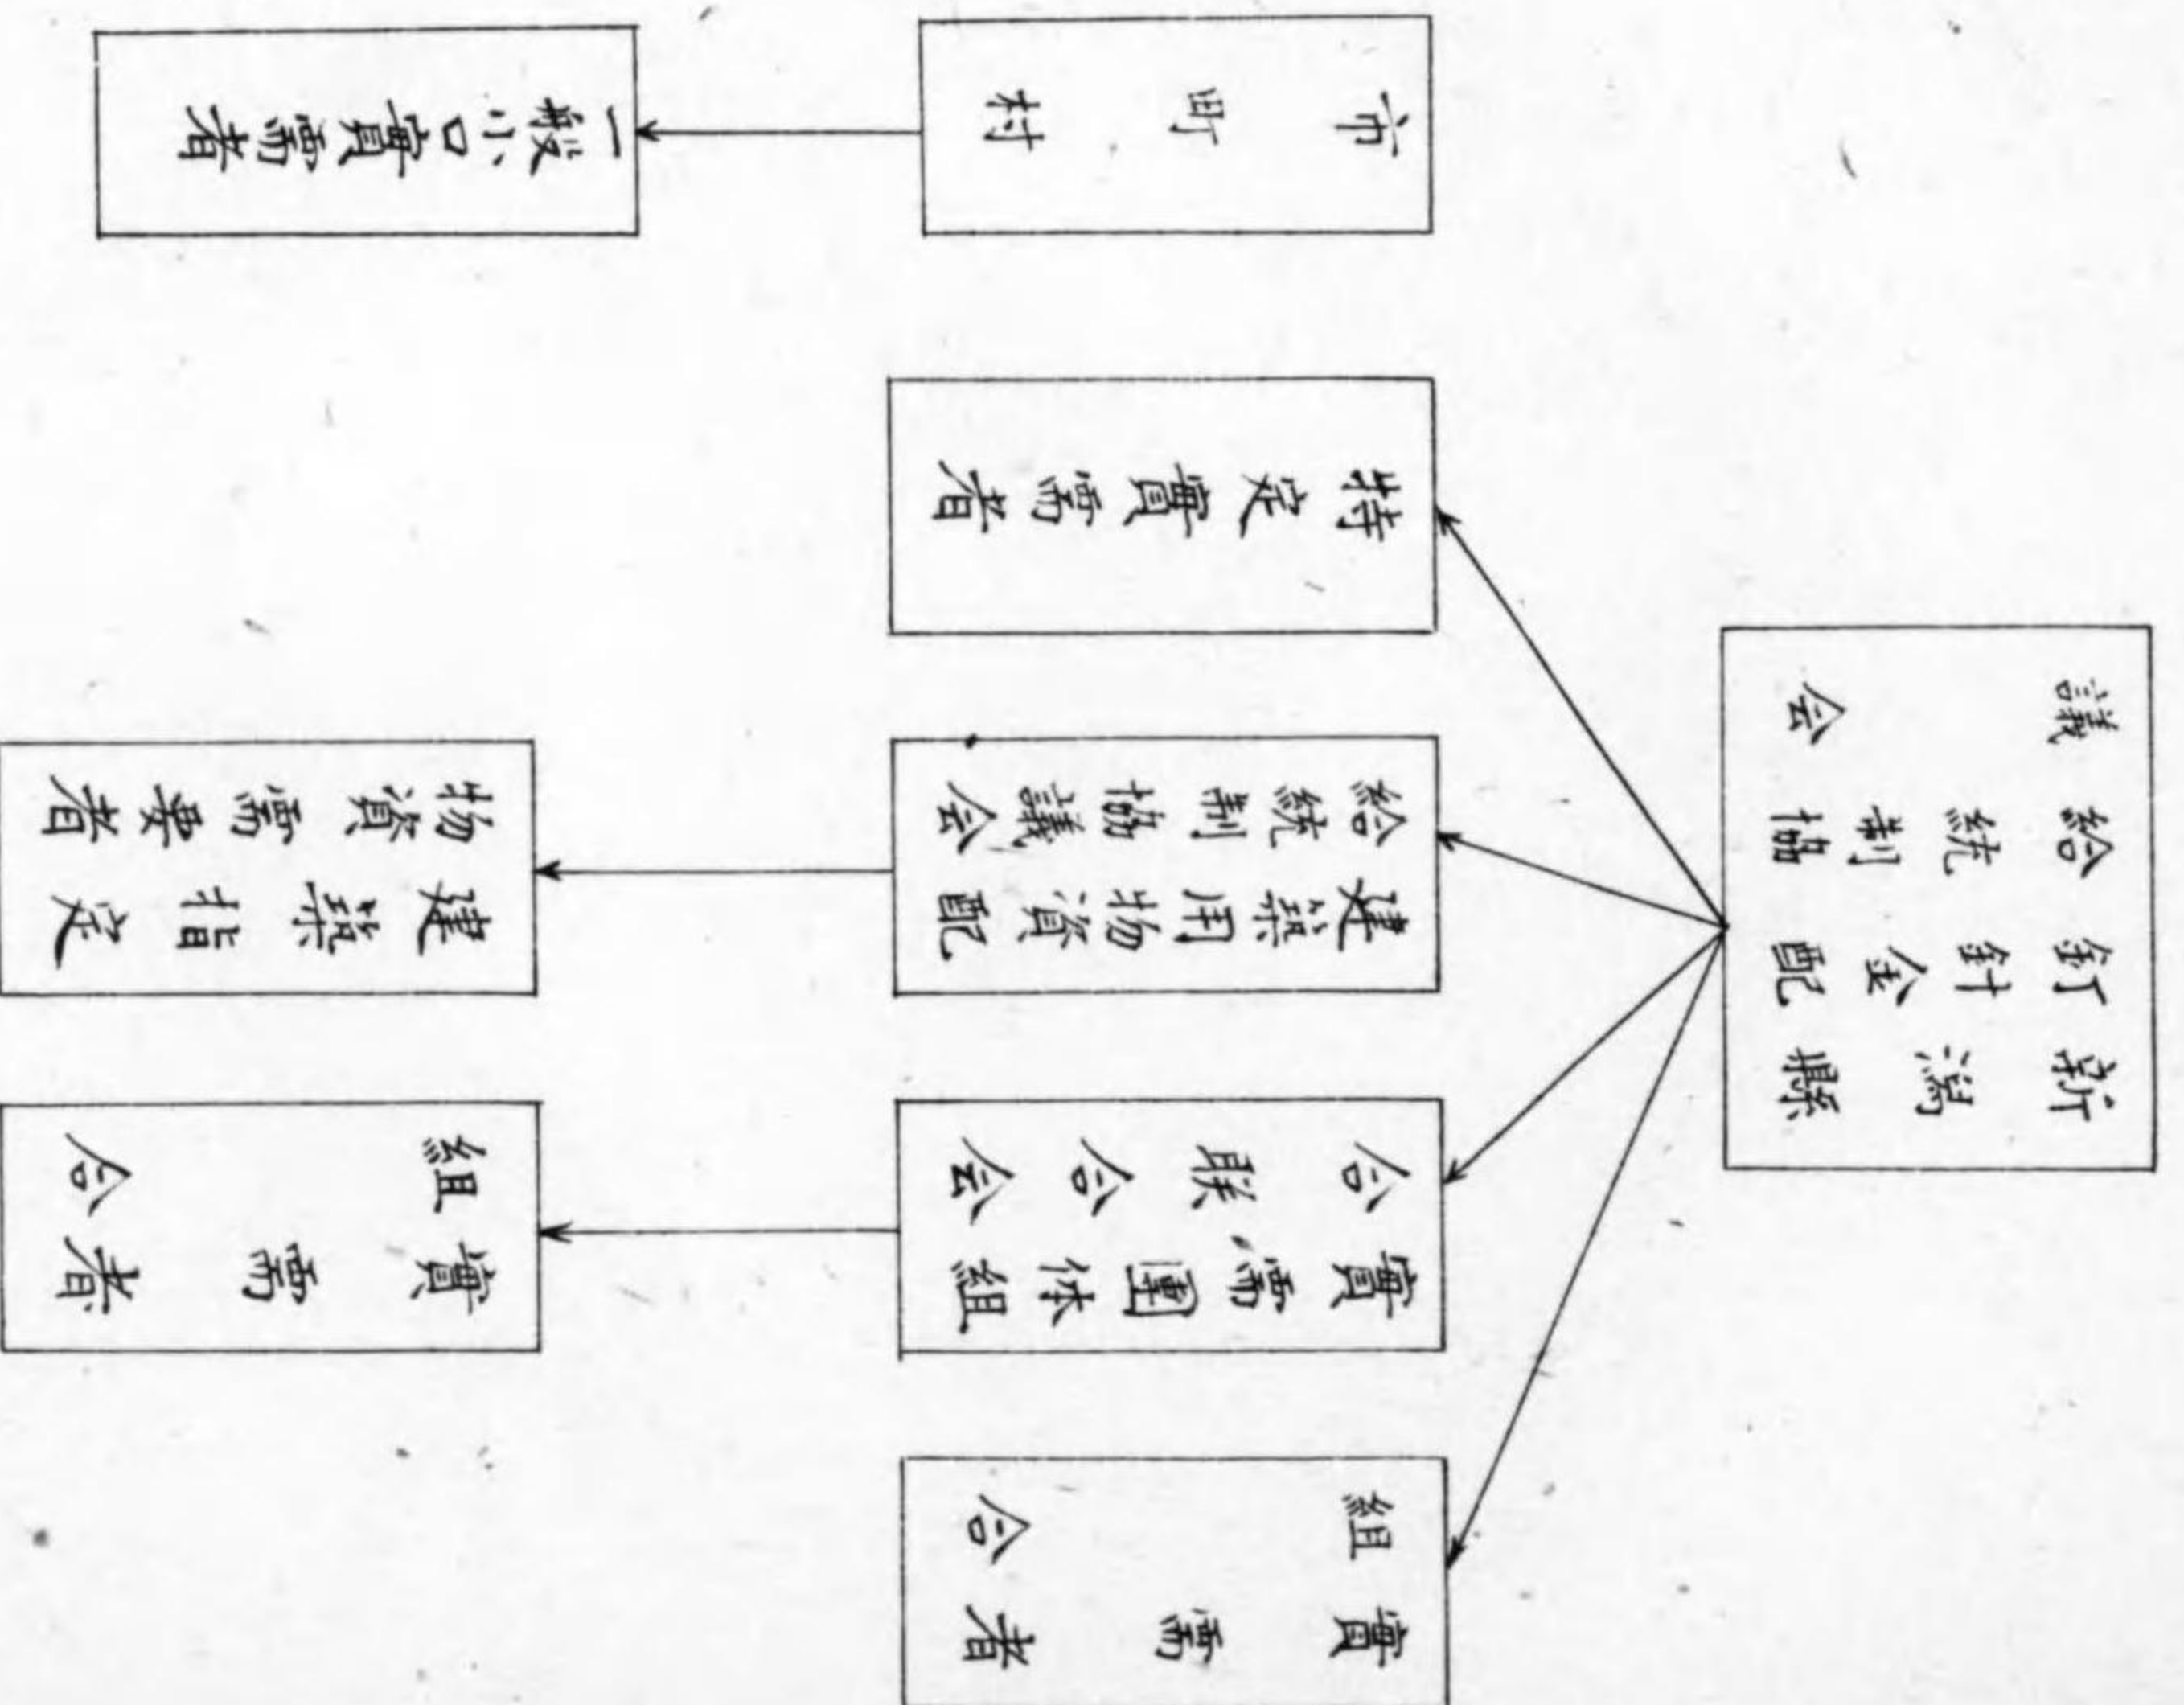 新潟縣
釘針金配
給統制協
議会
實需者
組合
實需團体組
合联合会
建築用物資配
給統制協議会
特定實需者
市町村
實需者
組合
建築指定
物資需要者
一般小口實需者